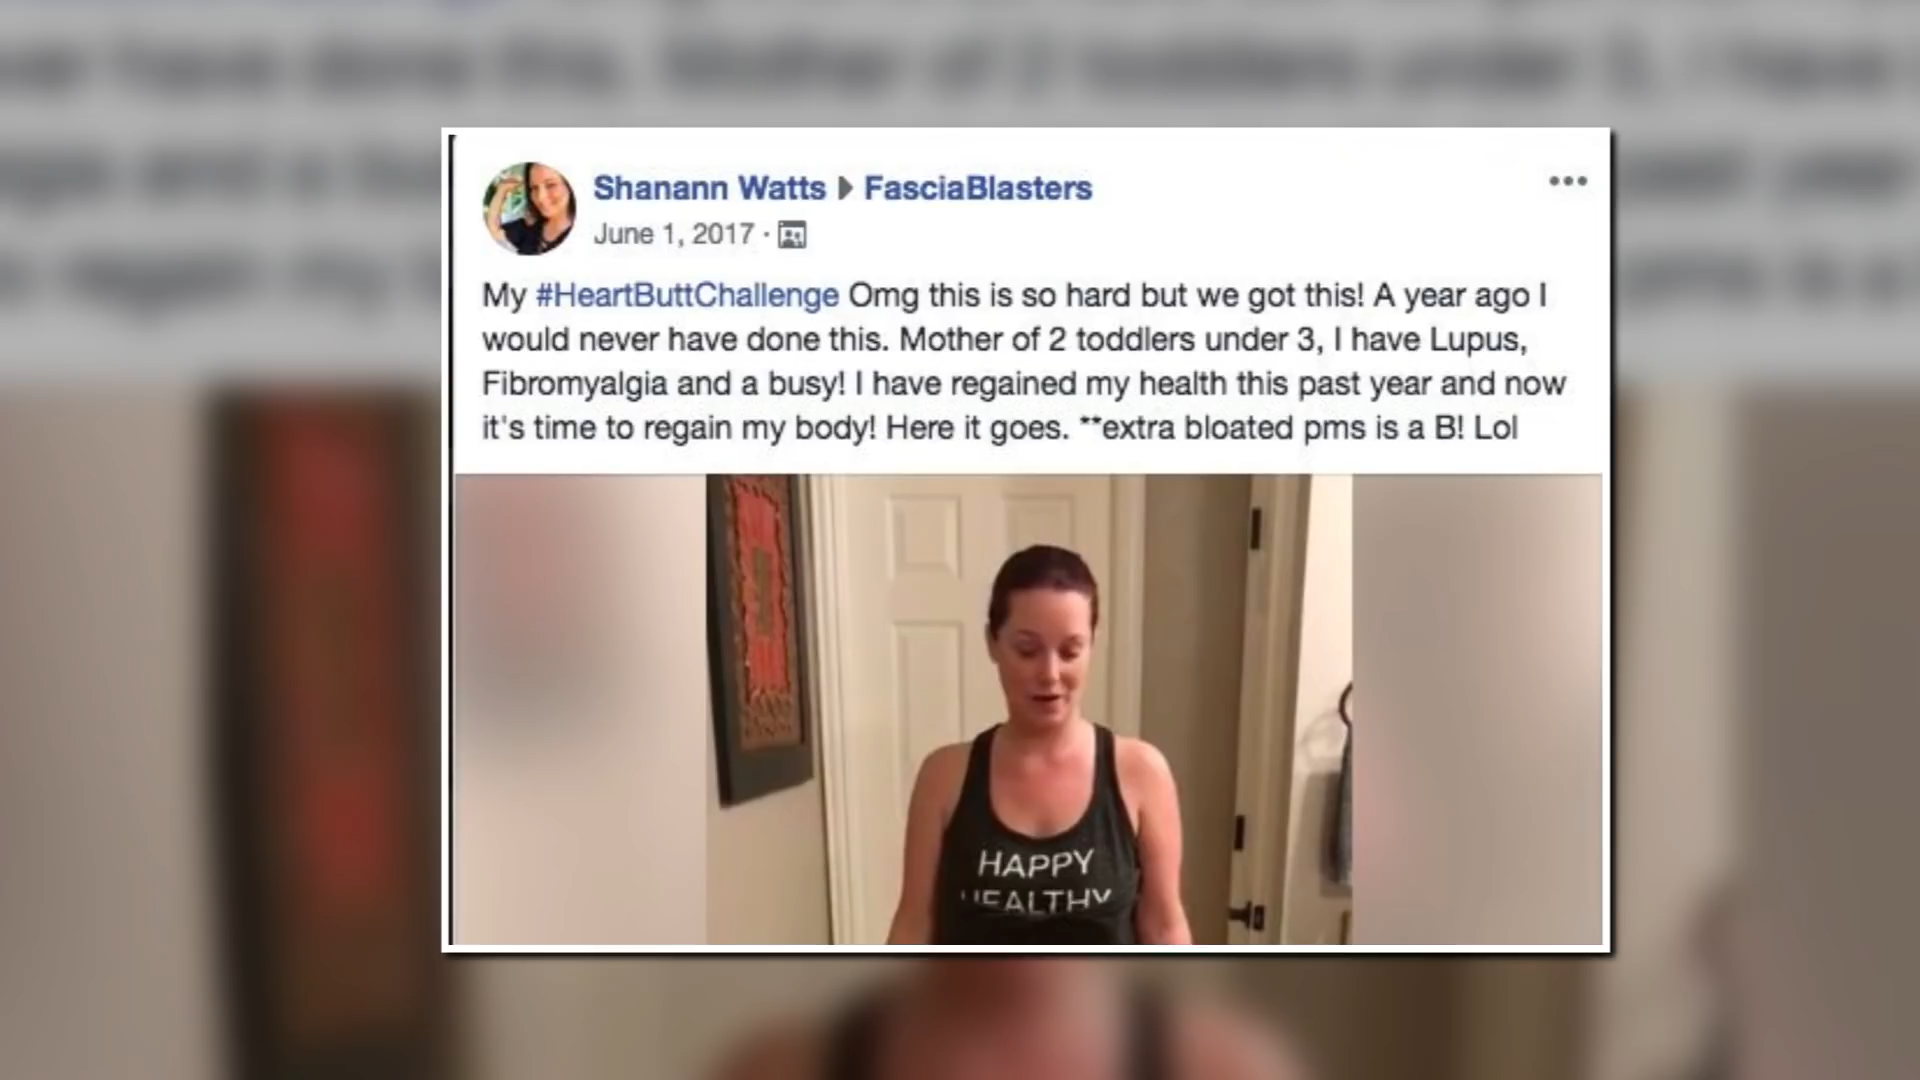 Shanann Watts ▶ FasciaBlasters
June 1, 2017 ·
My #HeartButtChallenge Omg this is so hard but we got this! A year ago I
would never have done this. Mother of 2 toddlers under 3, I have Lupus,
Fibromyalgia and a busy! I have regained my health this past year and now
it's time to regain my body! Here it goes. **extra bloated pms is a B! Lol
HAPPY
HEALTHY